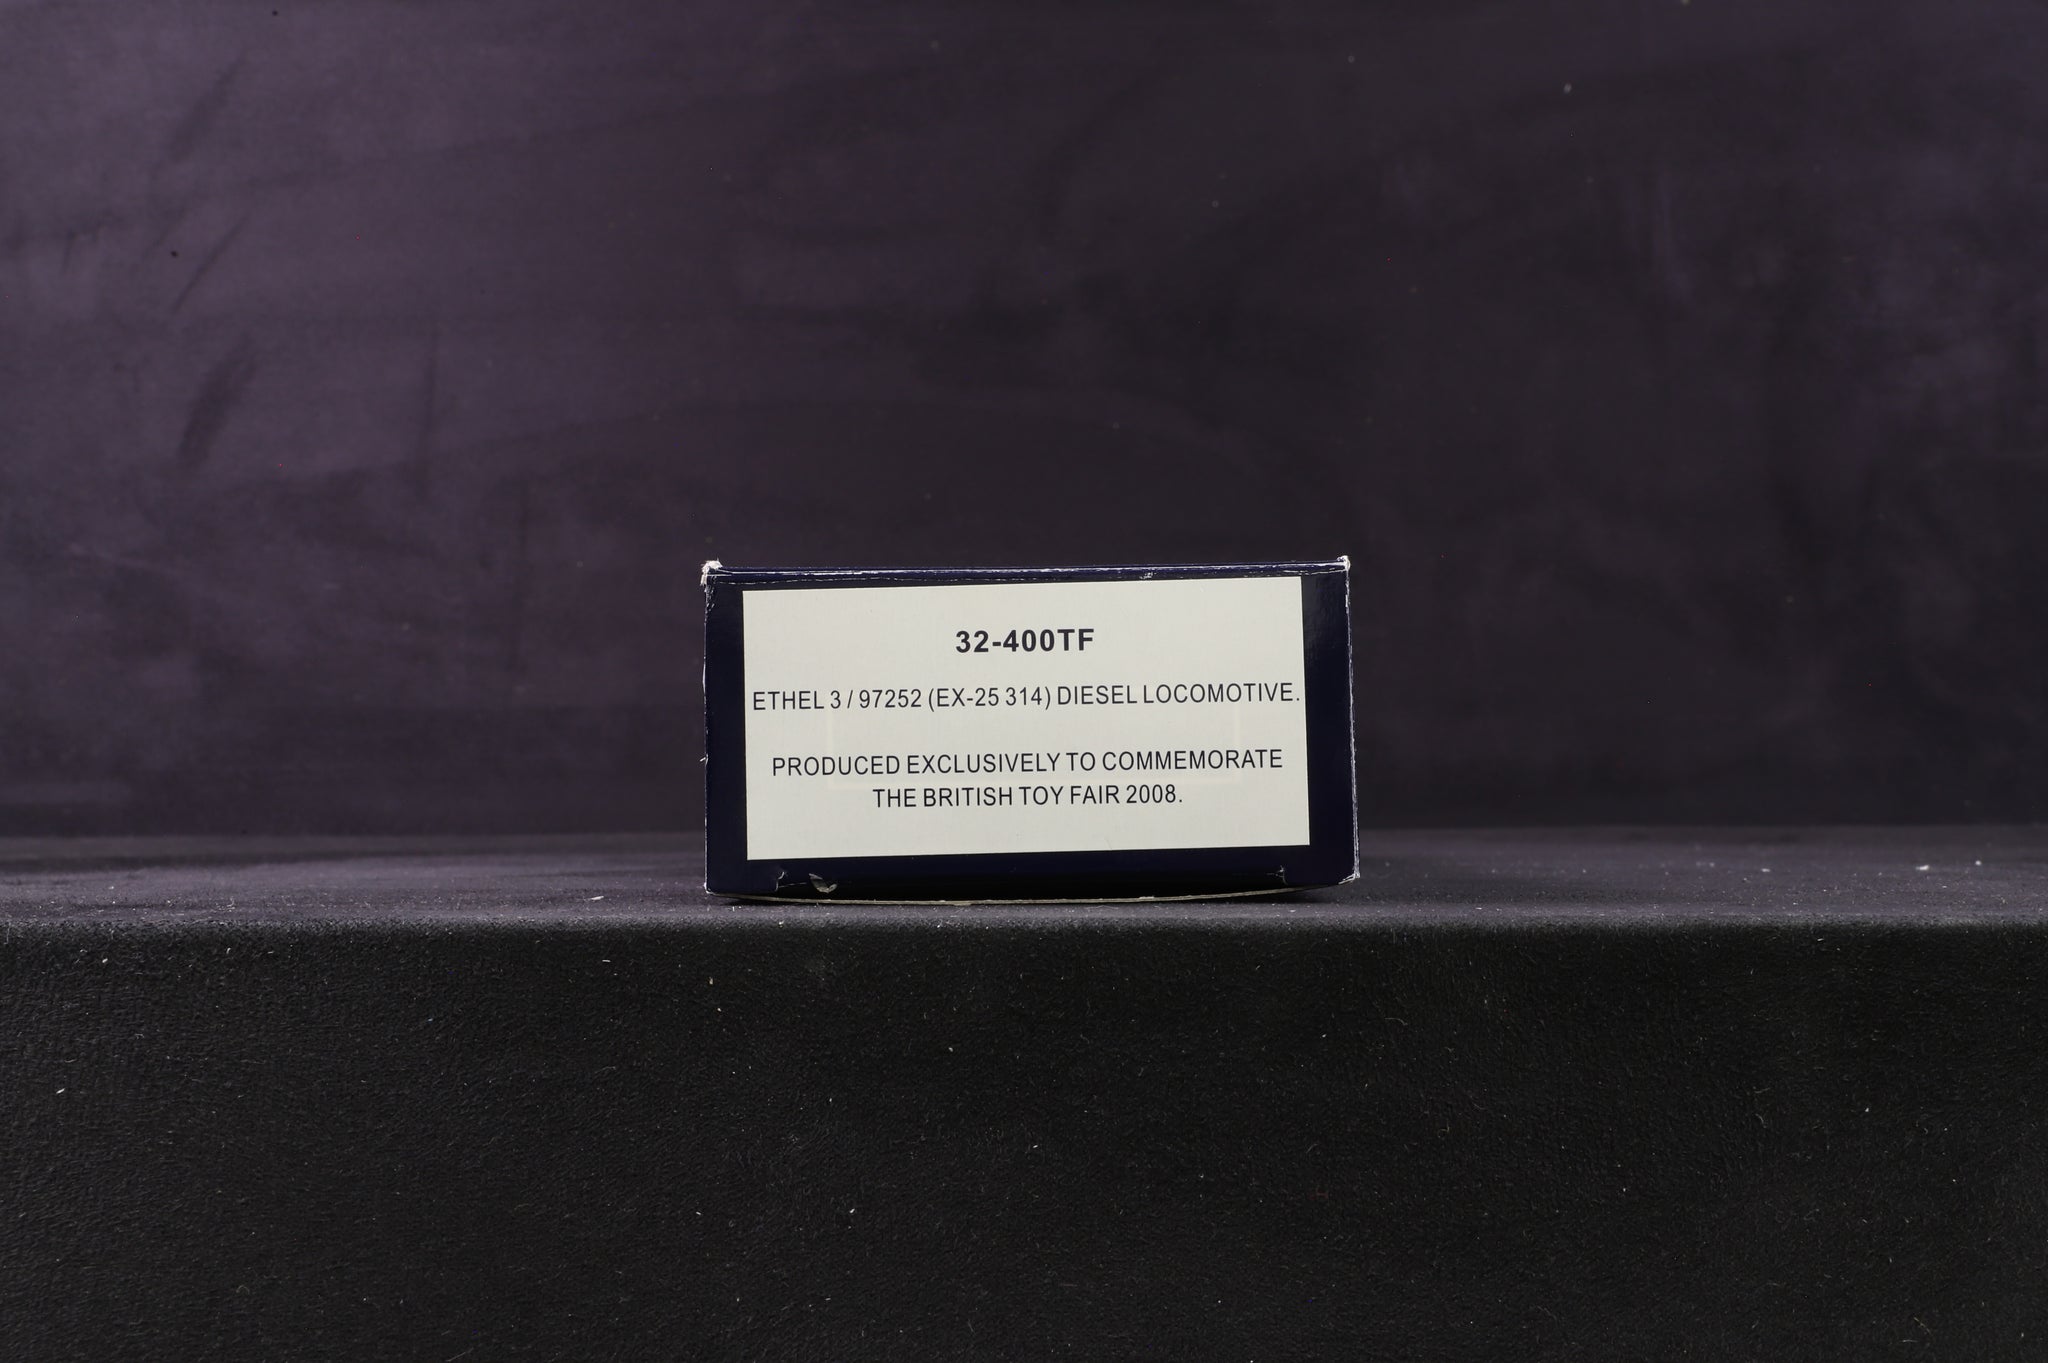 32-400TF
ETHEL 3 / 97252 (EX-25 314) DIESEL LOCOMOTIVE.
PRODUCED EXCLUSIVELY TO COMMEMORATE
THE BRITISH TOY FAIR 2008.